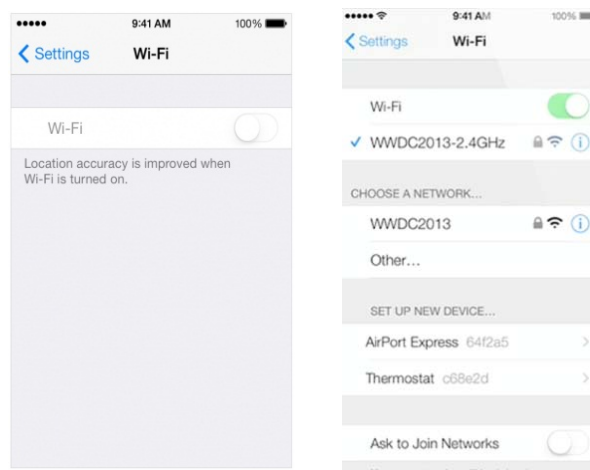 9:41 AM 100%
Settings Wi-Fi
Wi-Fi
Location accuracy is improved when
Wi-Fi is turned on.
9:41 AM 100%
Settings Wi-Fi
Wi-Fi
WWDC2013-2.4GHz
CHOOSE A NETWORK...
WWDC2013
Other...
SET UP NEW DEVICE...
AirPort Express 64f2a5
Thermostat c68e2d
Ask to Join Networks